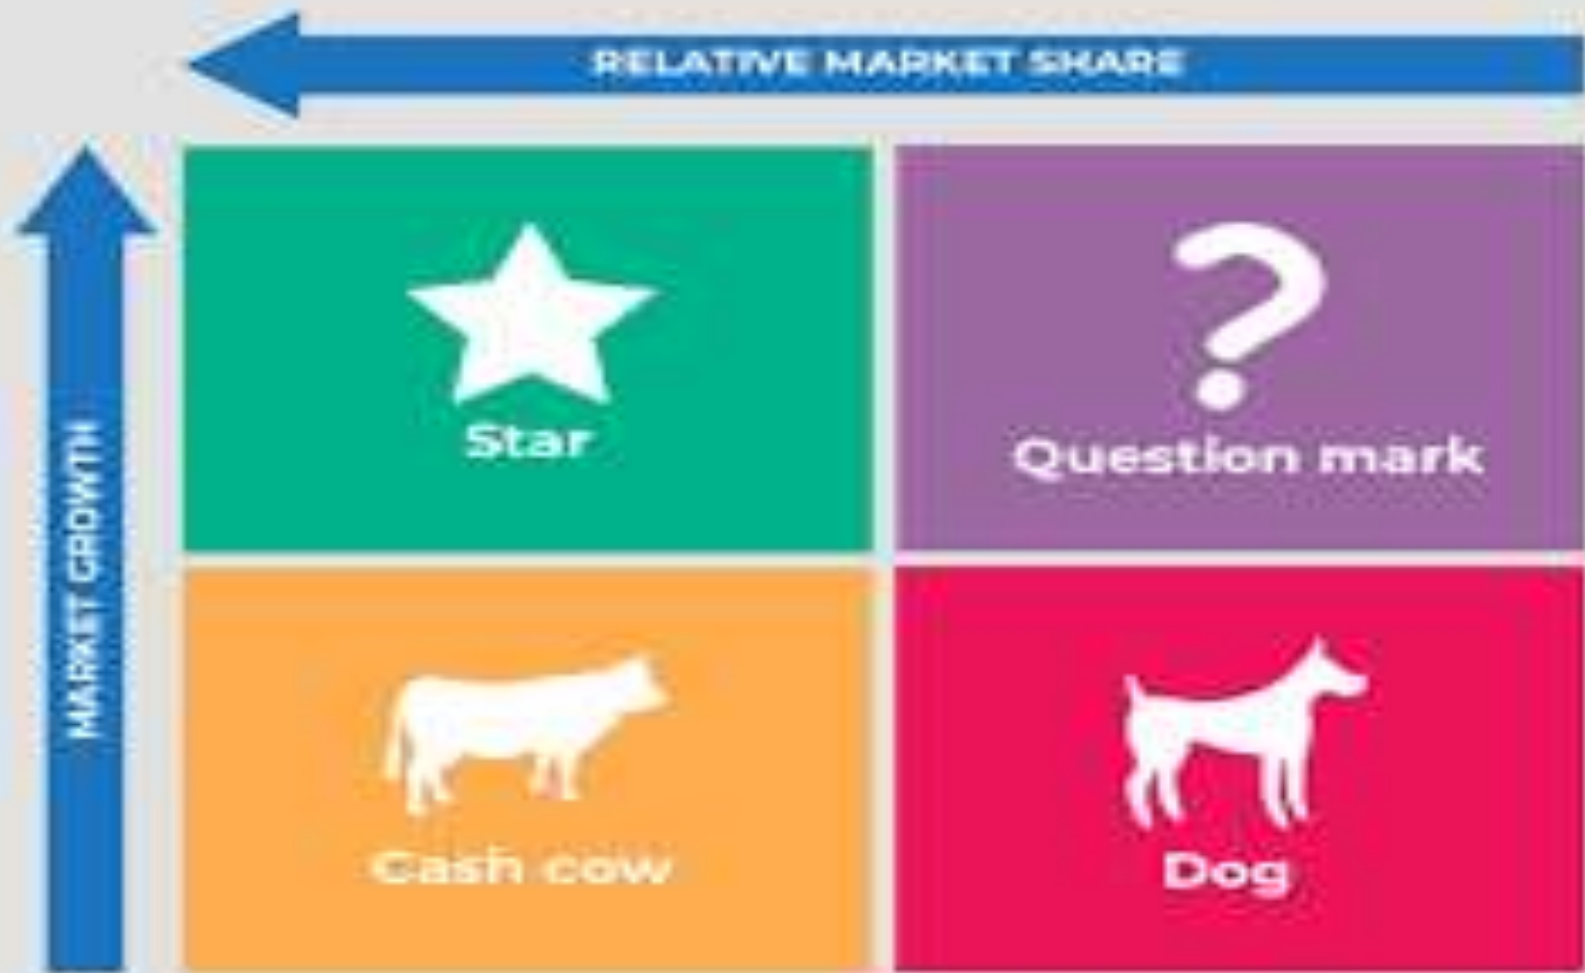 RELATIVE MARKET SHARE
MARKET GROWTH
Star
?
Question mark
Cash cow
Dog